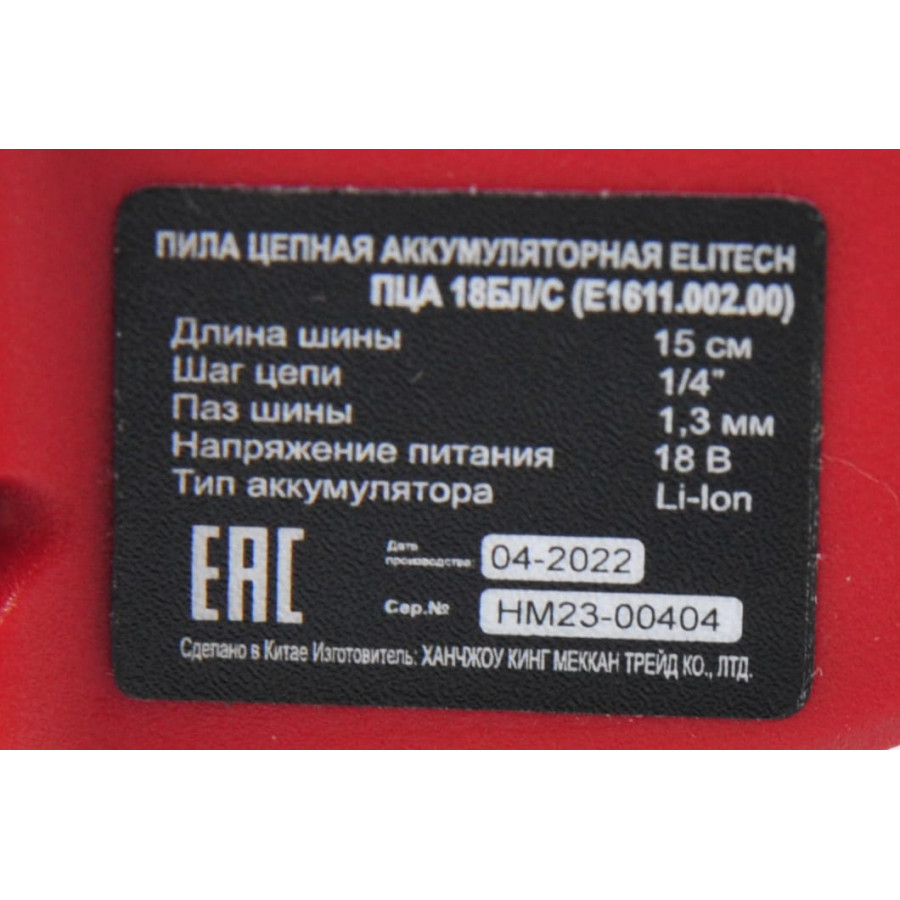 ПИЛА ЦЕПНАЯ АККУМУЛЯТОРНАЯ ELITECH
ПЦА 18БЛ/С (E1611.002.00)
Длина шины 15 см
Шаг цепи 1/4"
Паз шины 1,3 мм
Напряжение питания 18 В
Тип аккумулятора Li-Ion
EAC
Дата
производства: 04-2022
Сер.№ HM23-00404
Сделано в Китае Изготовитель: ХАНЧЖОУ КИНГ МЕККАН ТРЕЙД КО., ЛТД.